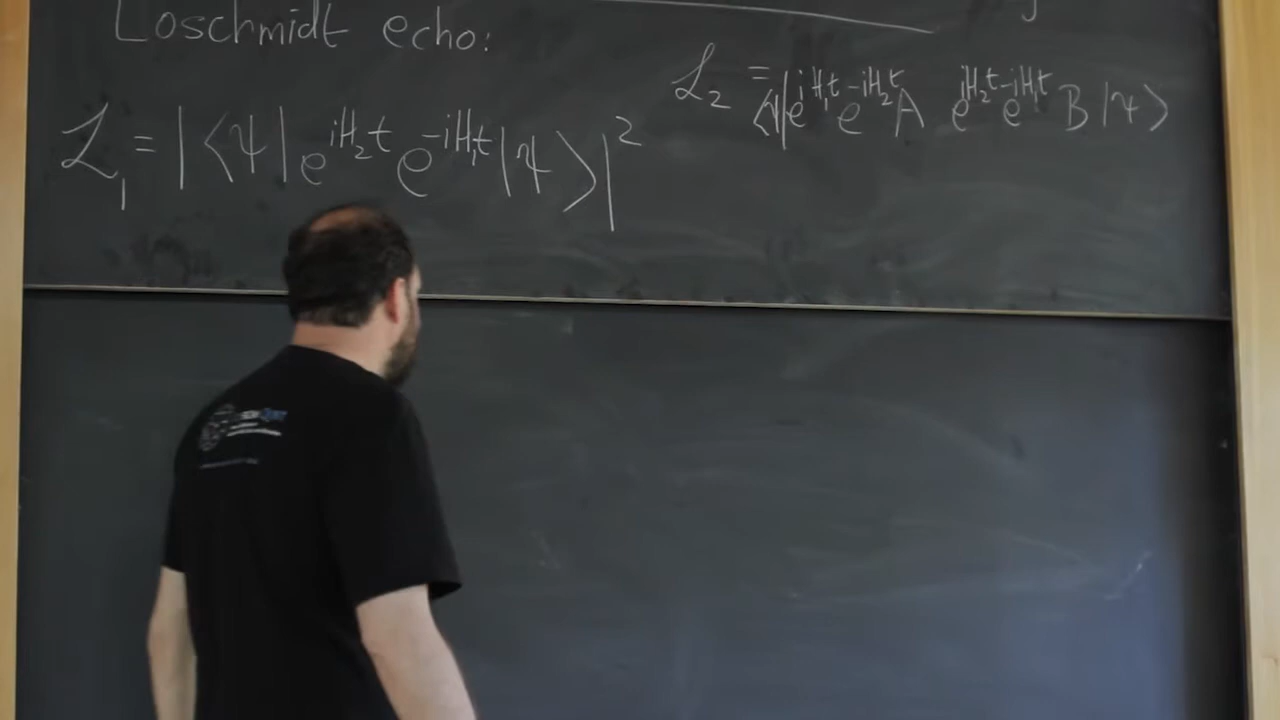 Loschmidt echo:
ℒ₁ = |⟨ψ| e^{iH₂t} e^{-iH₁t} |ψ⟩|²
ℒ₂ = ⟨ψ| e^{iH₁t} e^{-iH₂t} A e^{iH₂t} e^{-iH₁t} B |ψ⟩